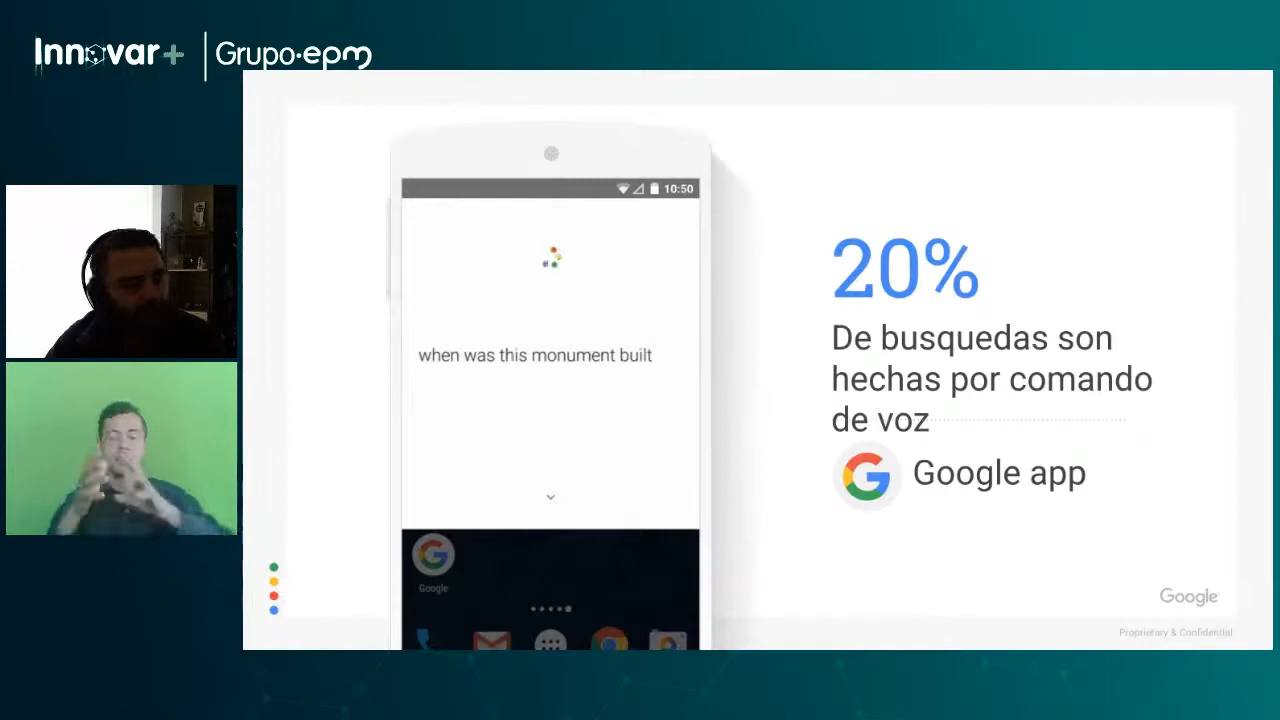 Innovar+
Grupo·epm
10:50
when was this monument built
Google
20%
De busquedas son
hechas por comando
de voz
Google app
Google
Proprietary & Confidential